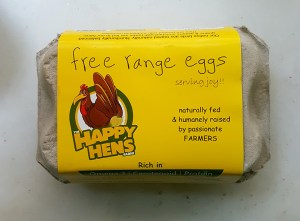 free range eggs
serving joy!!
HAPPY
HENS
naturally fed
& humanely raised
by passionate
FARMERS
Rich in